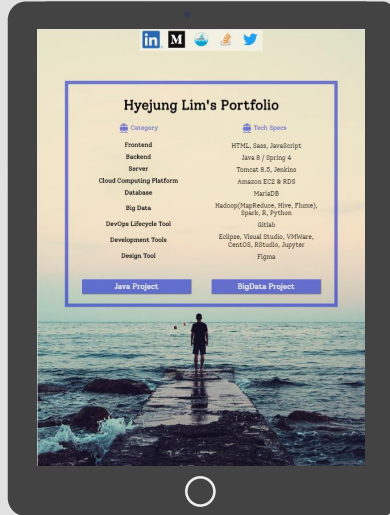 in M
Hyejung Lim's Portfolio
Category Tech Specs
Frontend HTML, Sass, JavaScript
Backend Java 8 / Spring 4
Server Tomcat 8.5, Jenkins
Cloud Computing Platform Amazon EC2 & RDS
Database MariaDB
Big Data Hadoop(MapReduce, Hive, Flume),
Spark, R, Python
DevOps Lifecycle Tool Gitlab
Development Tools Eclipse, Visual Studio, VMWare,
CentOS, RStudio, Jupyter
Design Tool Figma
Java Project BigData Project